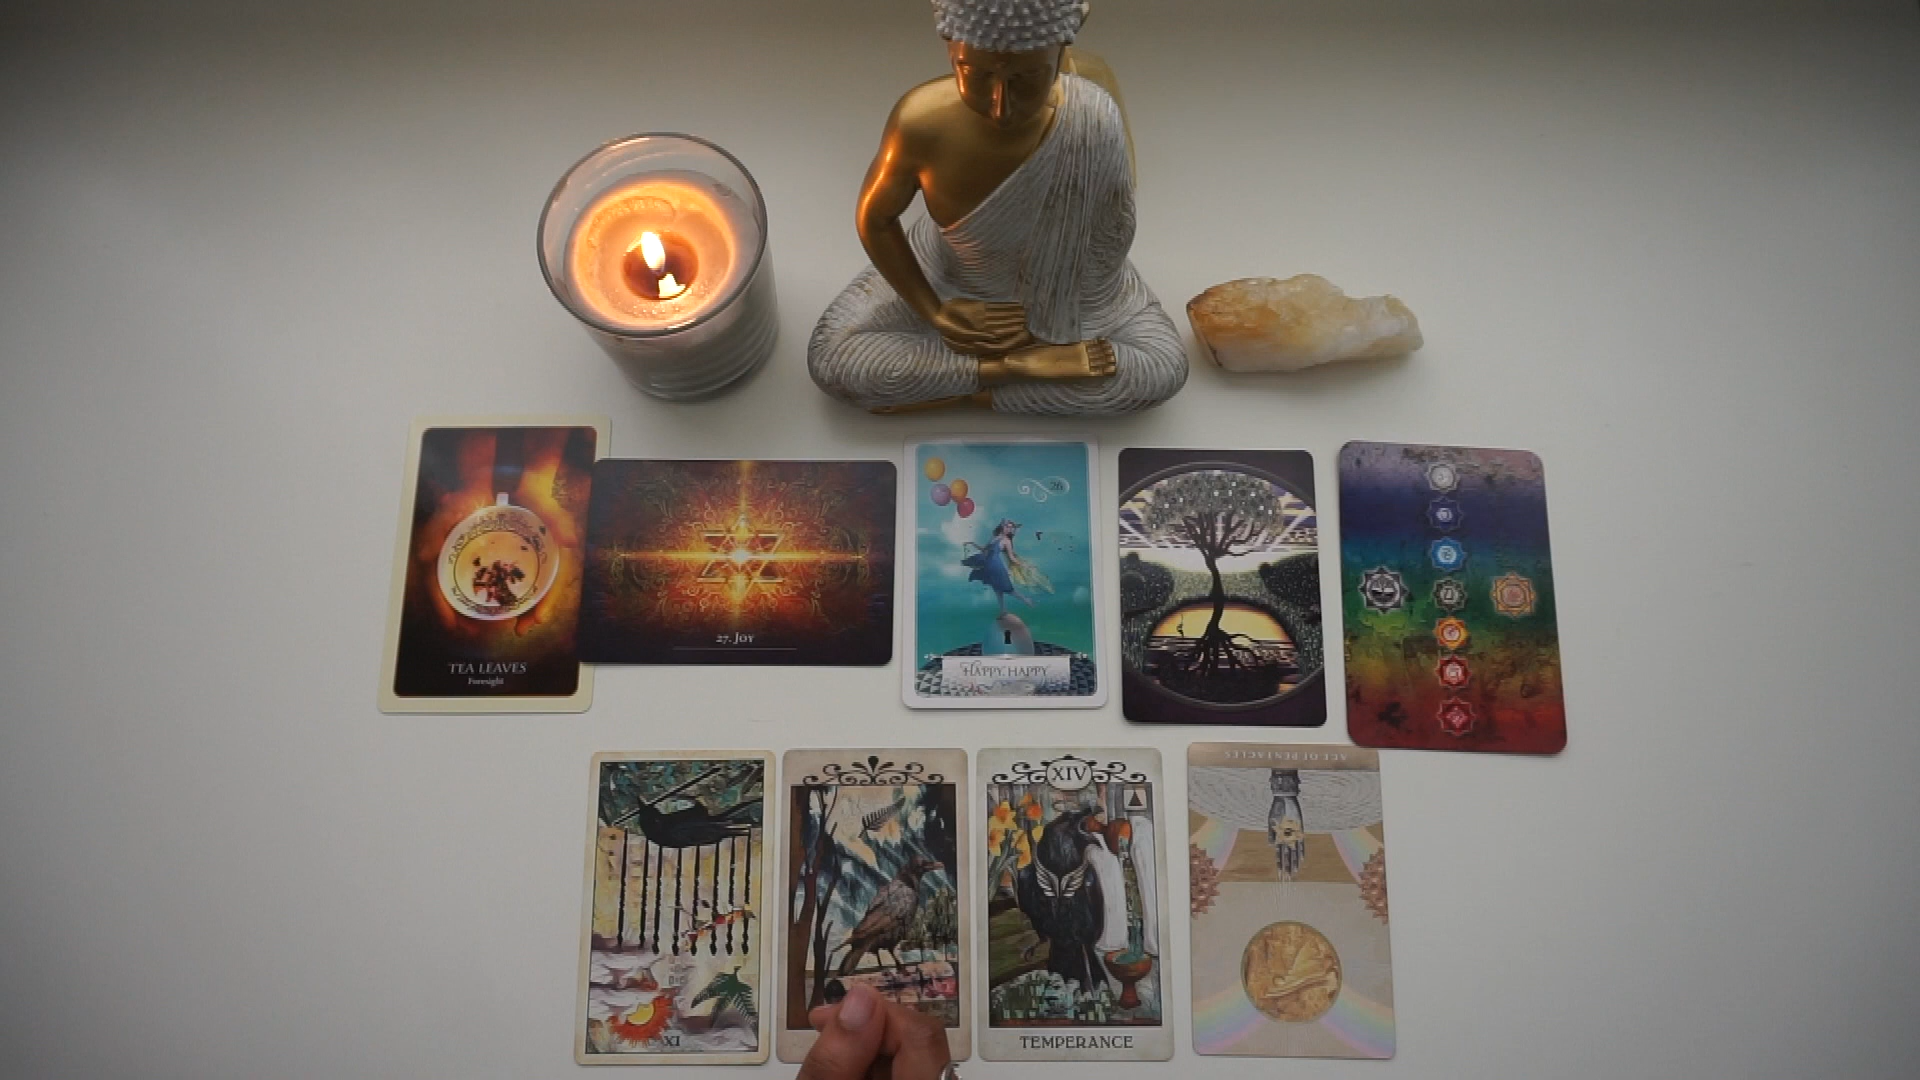 TEA LEAVES
Foresight
27. JOY
26
HAPPY, HAPPY
XI
XIV
TEMPERANCE
ACE OF PENTACLES